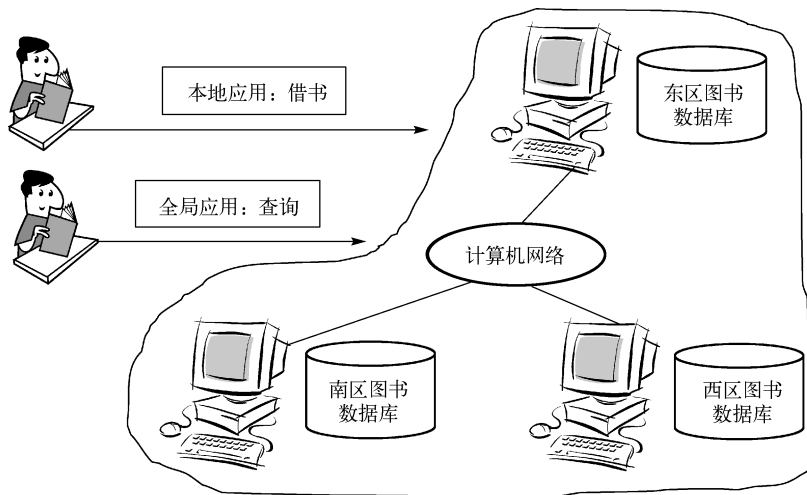 本地应用：借书
东区图书
数据库
全局应用：查询
计算机网络
南区图书
数据库
西区图书
数据库